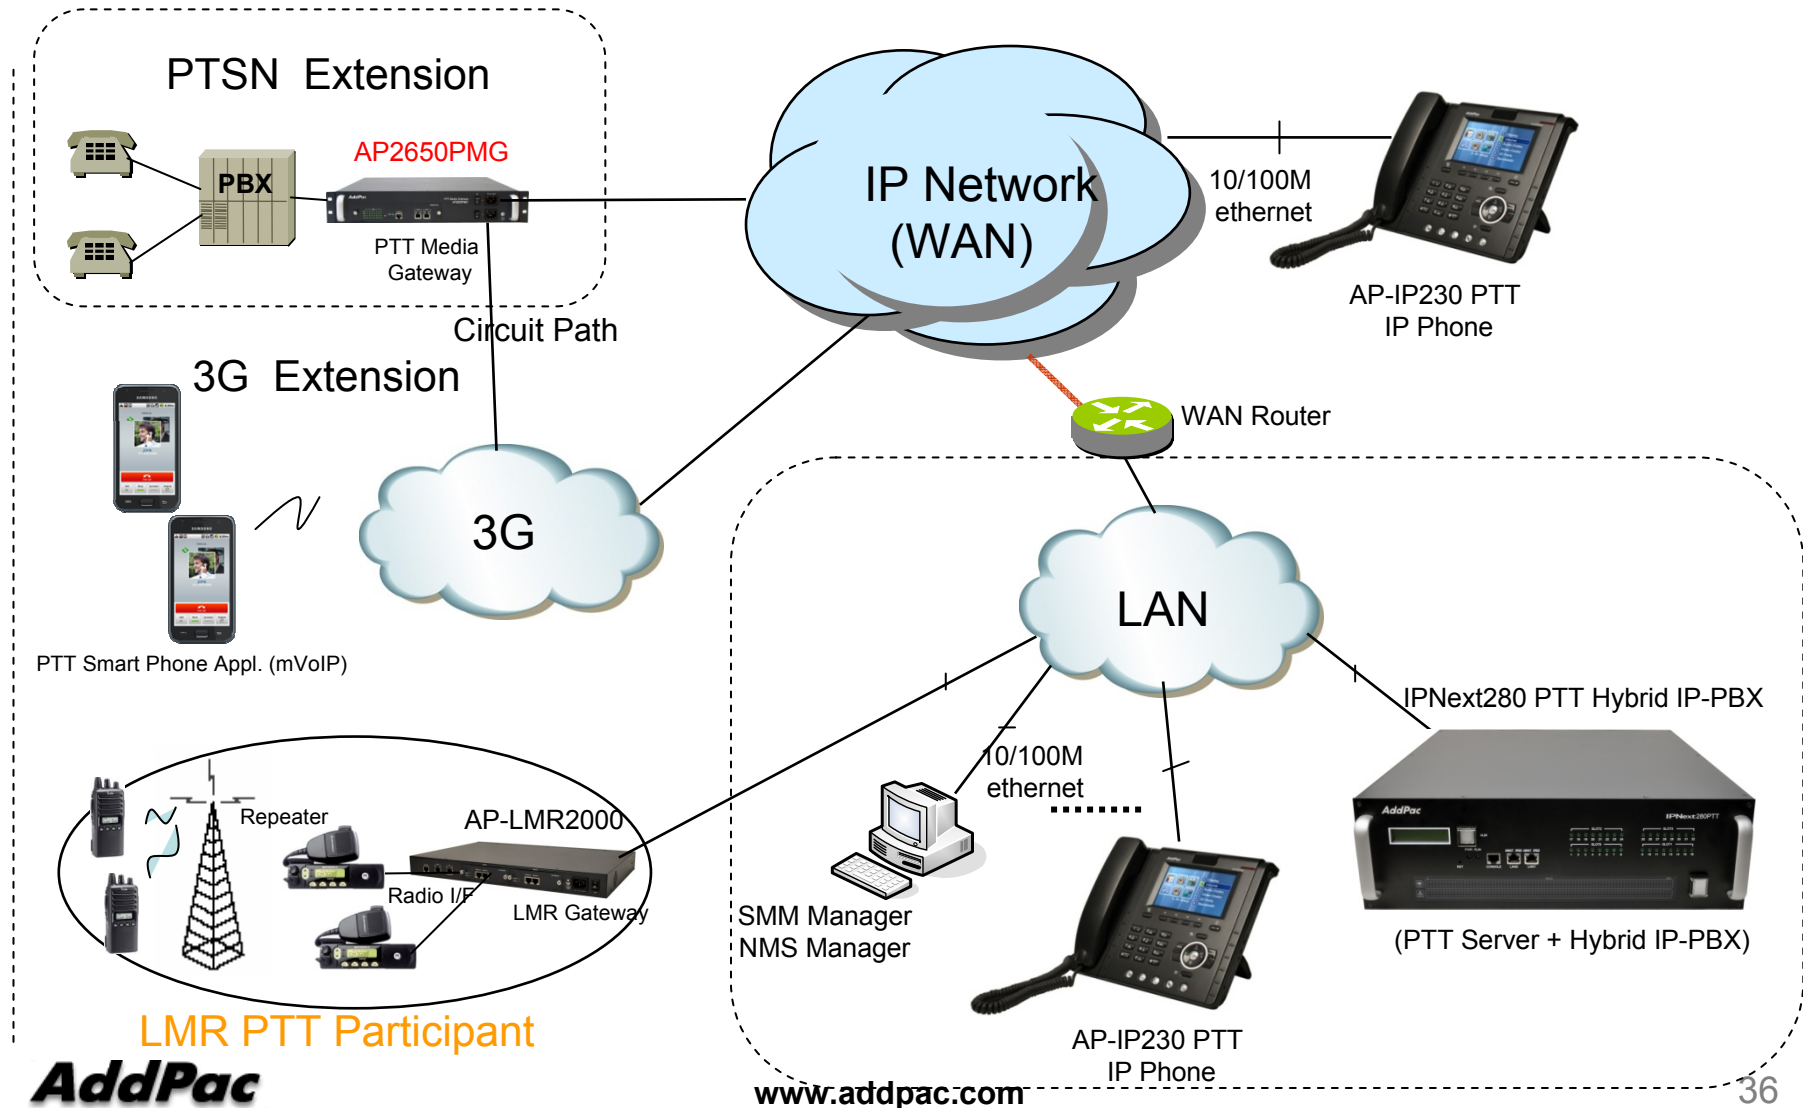 PTSN Extension
AP2650PMG
PBX
PTT Media
Gateway
Circuit Path
IP Network
(WAN)
10/100M
ethernet
AP-IP230 PTT
IP Phone
3G Extension
WAN Router
3G
PTT Smart Phone Appl. (mVoIP)
LAN
IPNext280 PTT Hybrid IP-PBX
10/100M
ethernet
AddPac
IPNext280PTT
(PTT Server + Hybrid IP-PBX)
SMM Manager
NMS Manager
AP-IP230 PTT
IP Phone
Repeater
AP-LMR2000
Radio I/F
LMR Gateway
LMR PTT Participant
AddPac
www.addpac.com
36